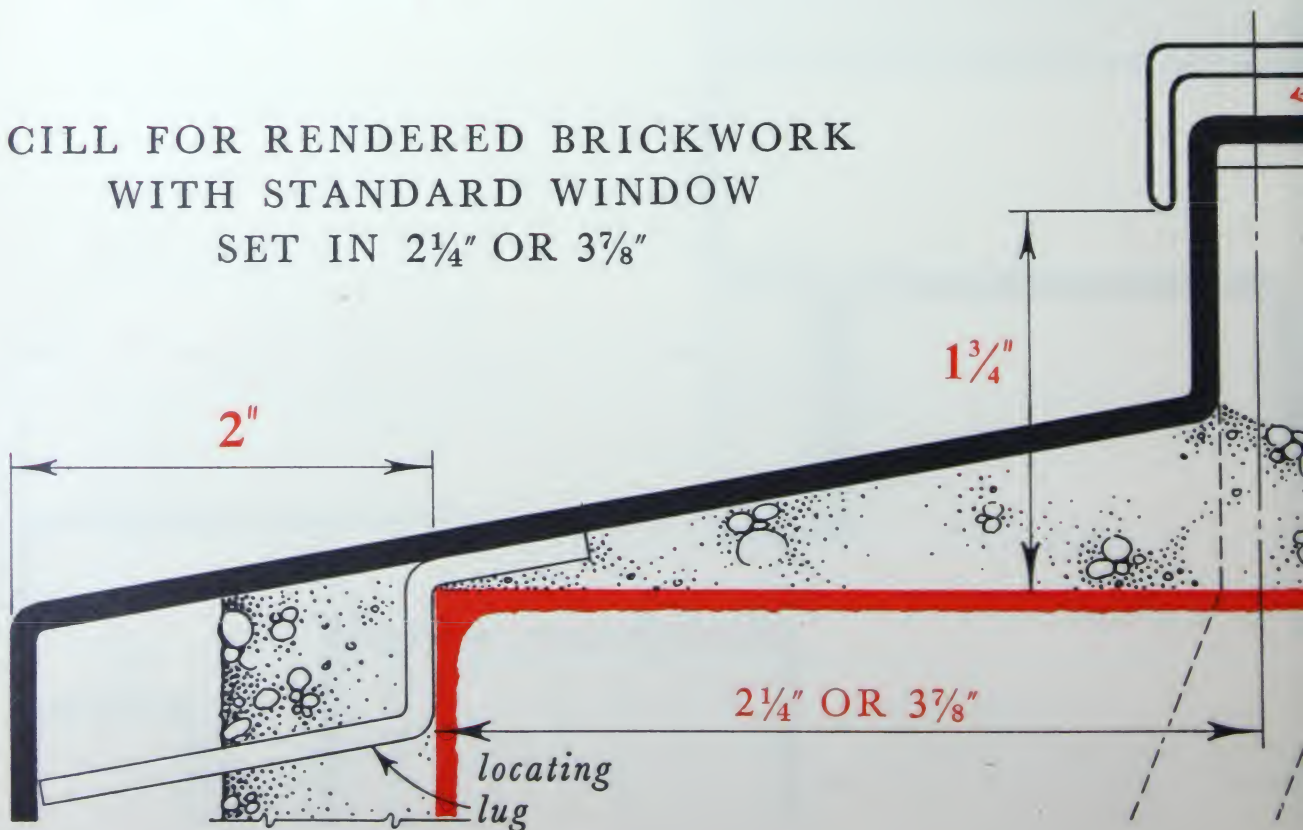 CILL FOR RENDERED BRICKWORK
WITH STANDARD WINDOW
SET IN 2¼" OR 3⅞"
1¾"
2"
2¼" OR 3⅞"
locating
lug